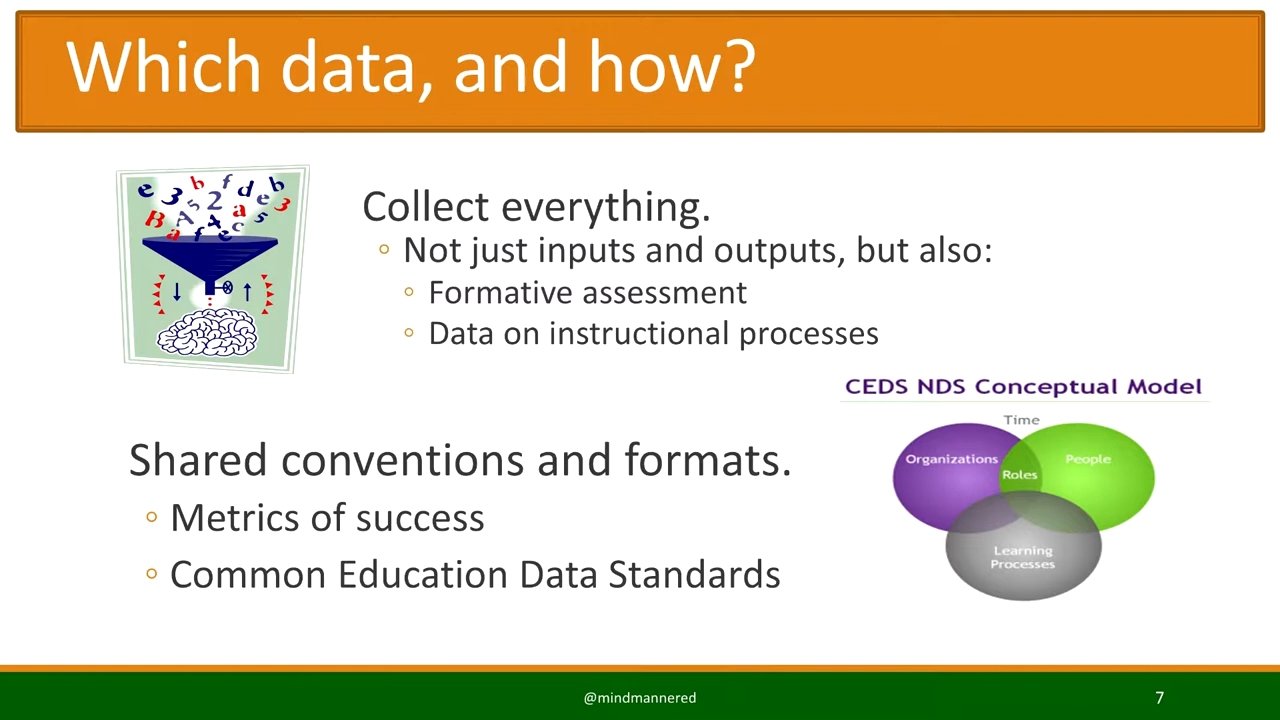 Which data, and how?
Collect everything.
◦ Not just inputs and outputs, but also:
◦ Formative assessment
◦ Data on instructional processes
CEDS NDS Conceptual Model
Time
Organizations
People
Roles
Learning
Processes
Shared conventions and formats.
◦ Metrics of success
◦ Common Education Data Standards
@mindmannered
7